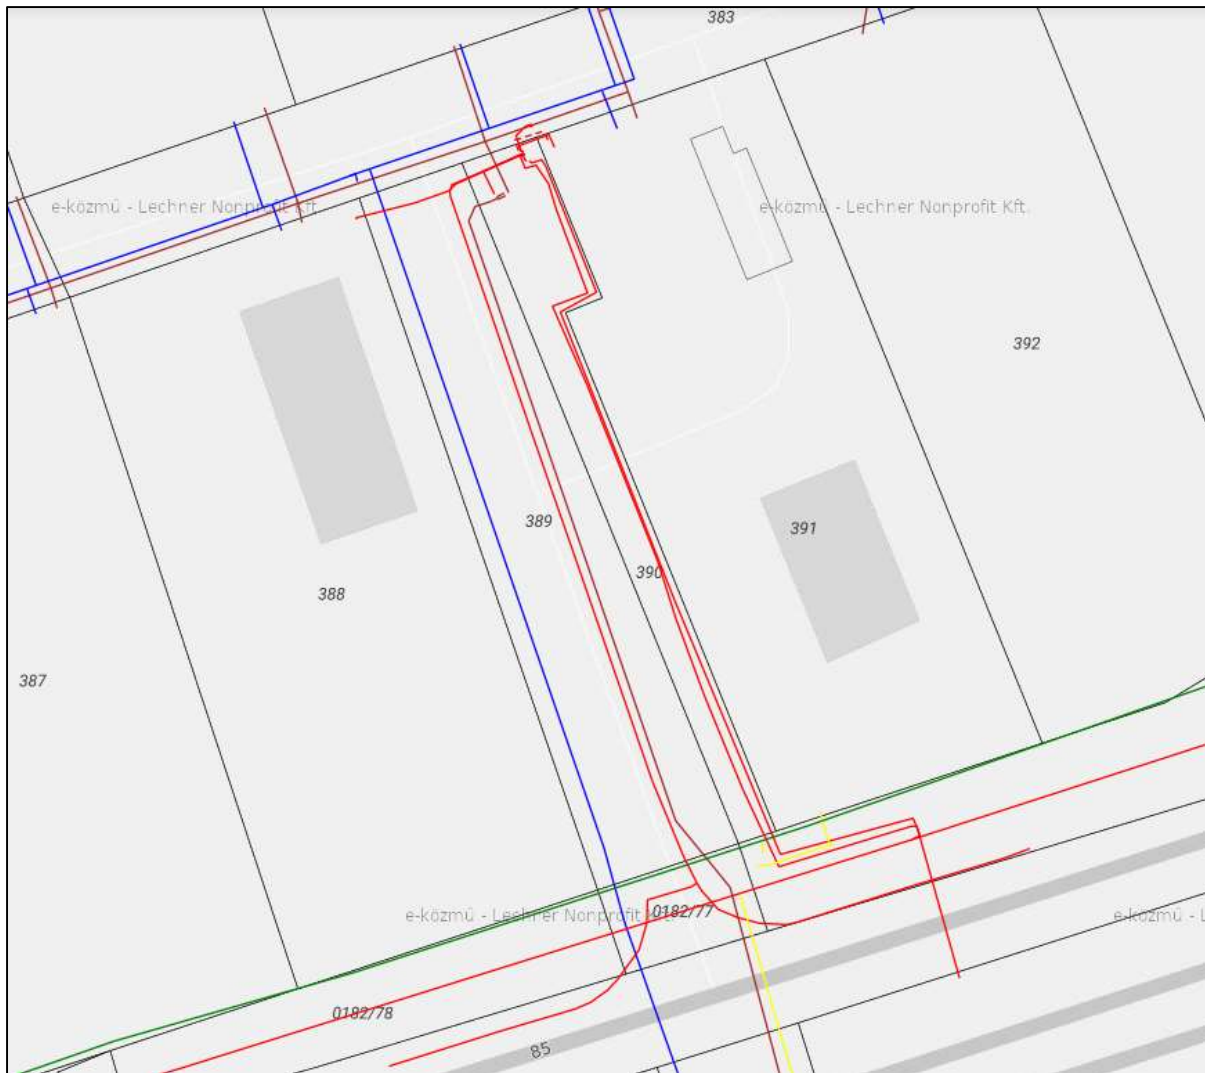 383
e-közmű - Lechner Nonprofit Kft.
e-közmű - Lechner Nonprofit Kft.
392
389
391
390
388
387
e-közmű - Lechner Nonprofit
0182/77
e-közmű - L
0182/78
85